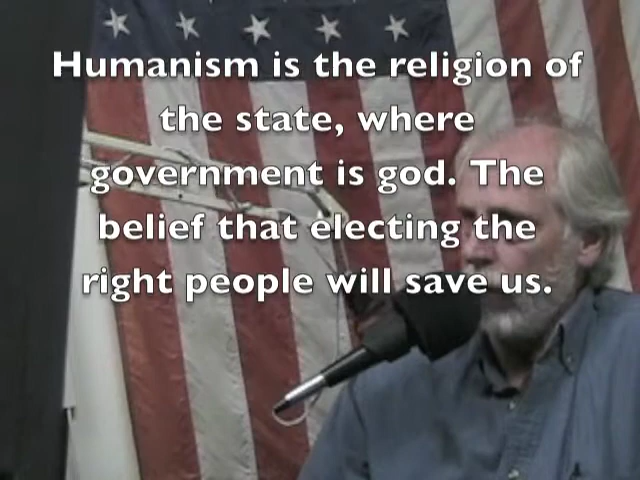 Humanism is the religion of
the state, where
government is god. The
belief that electing the
right people will save us.